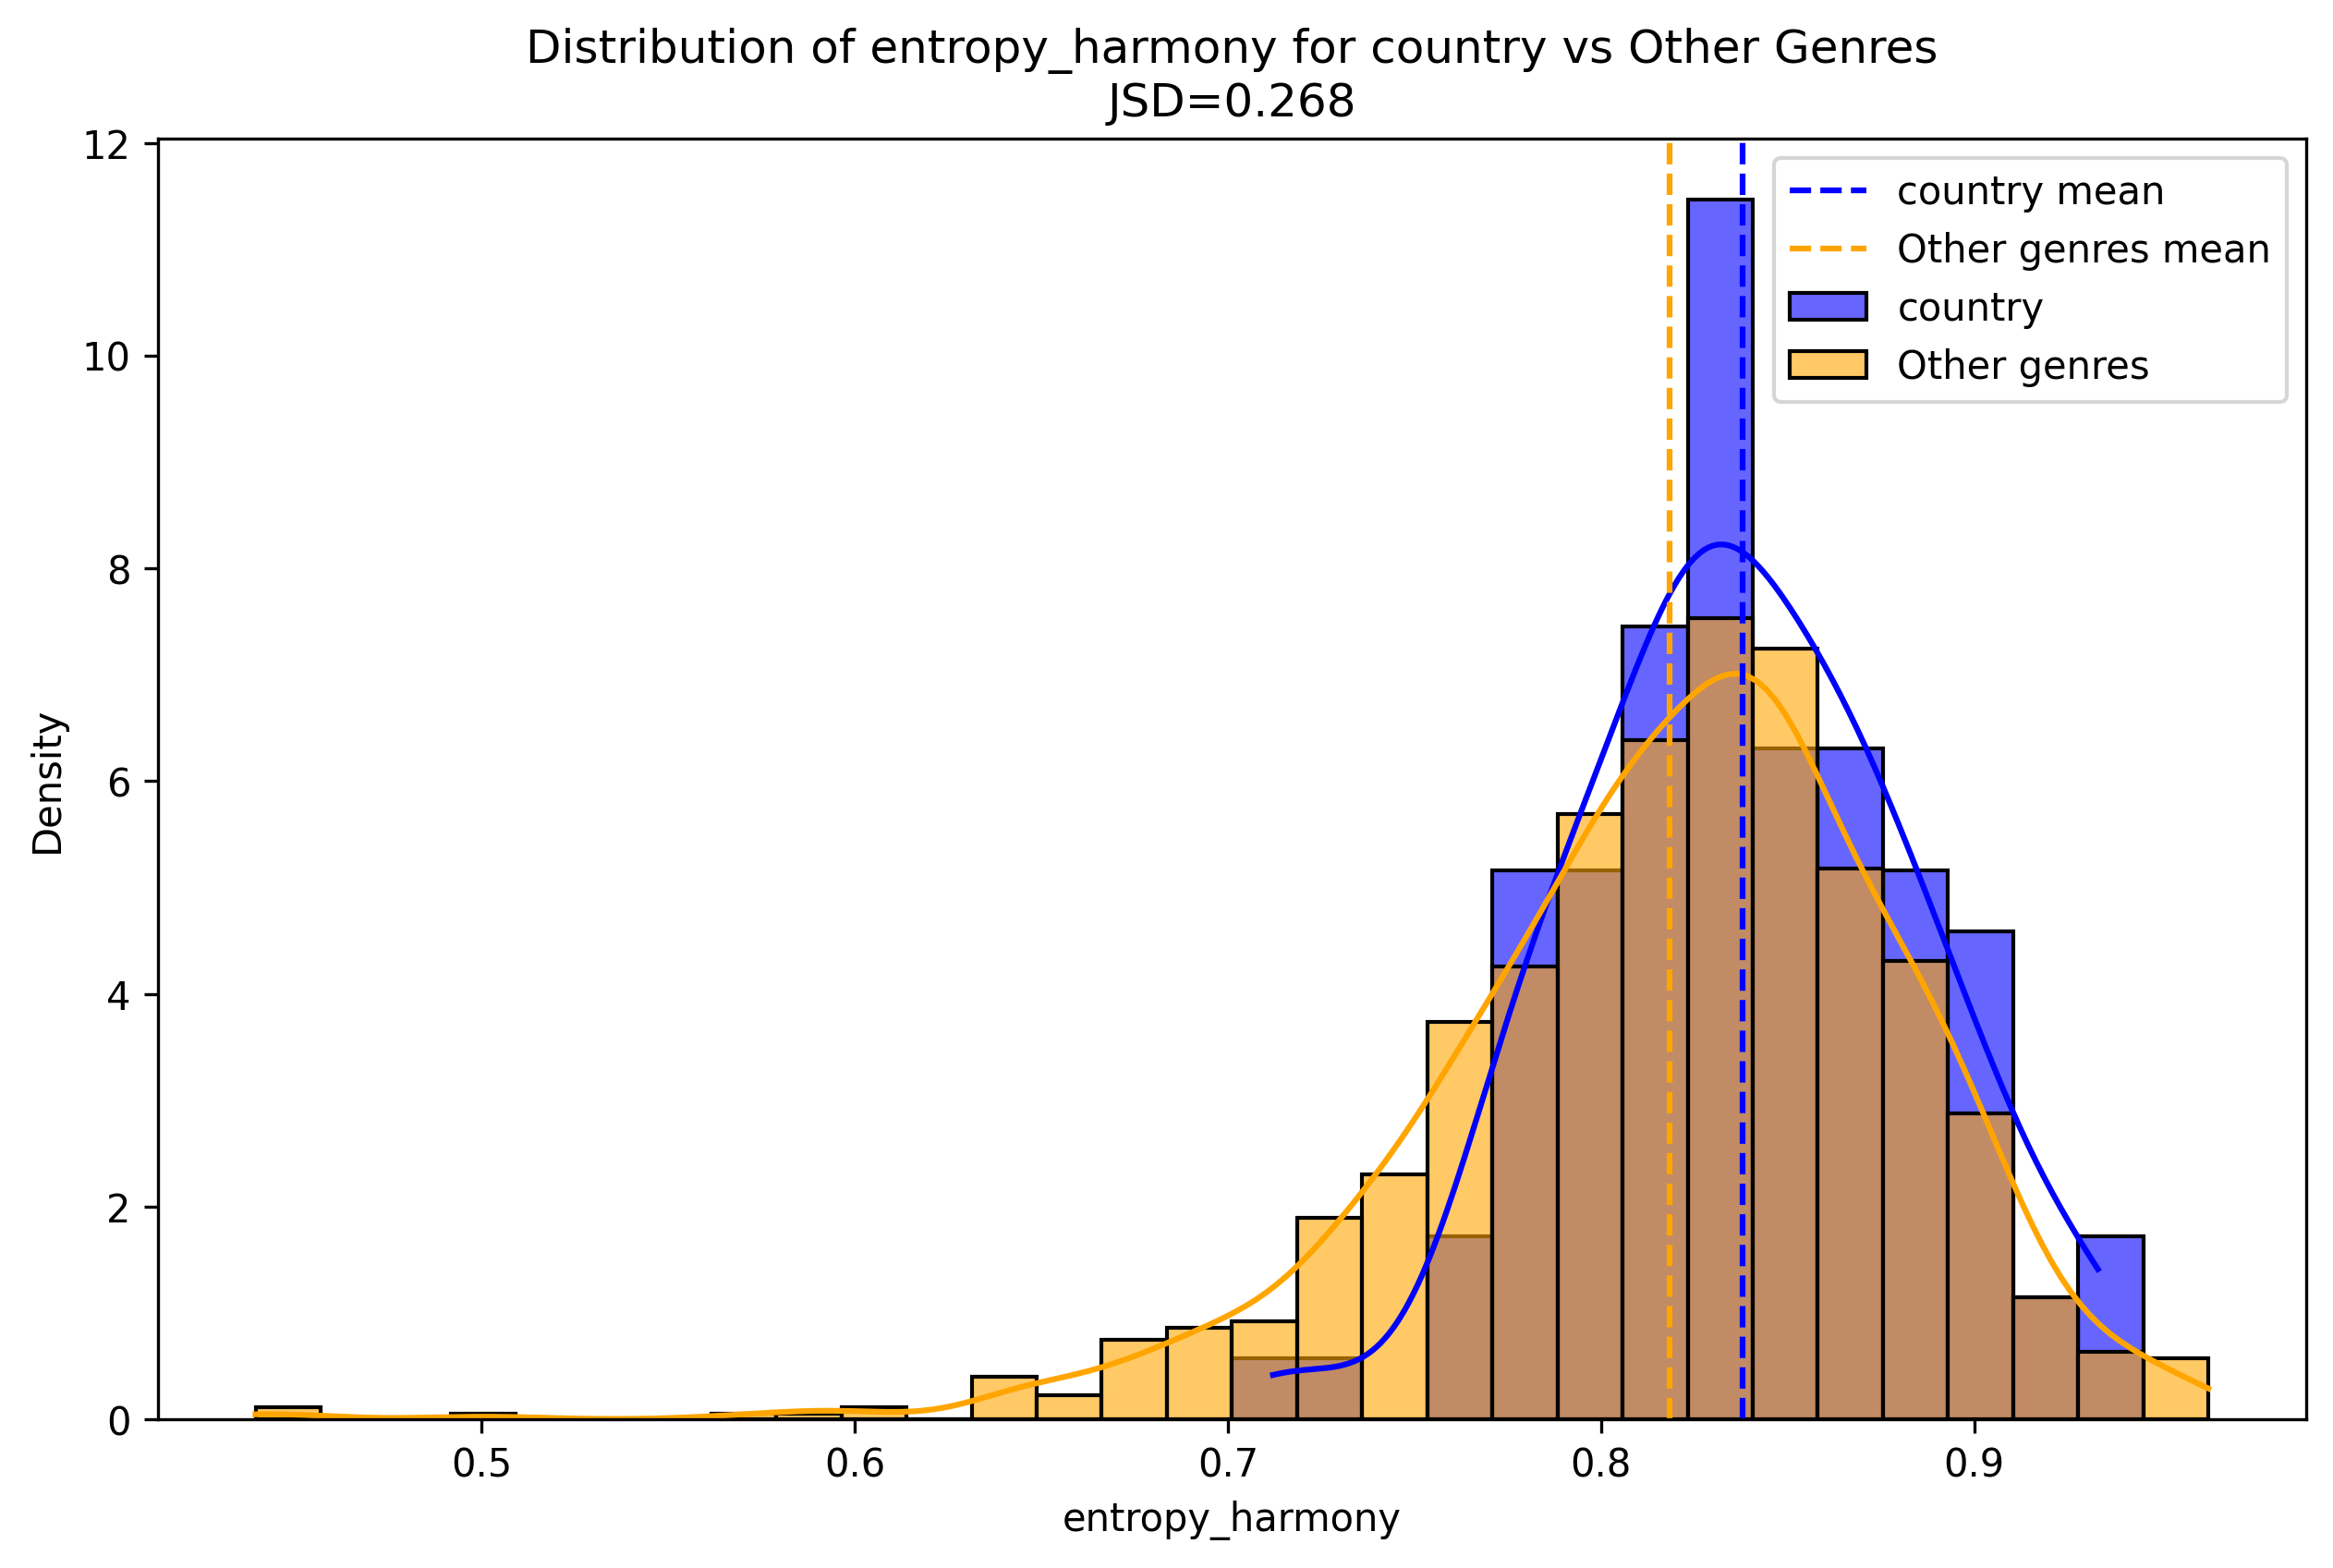 Distribution of entropy_harmony for country vs Other Genres
JSD=0.268
country mean
Other genres mean
country
Other genres
Density
12
10
8
6
4
2
0
0.5
0.6
0.7
0.8
0.9
entropy_harmony